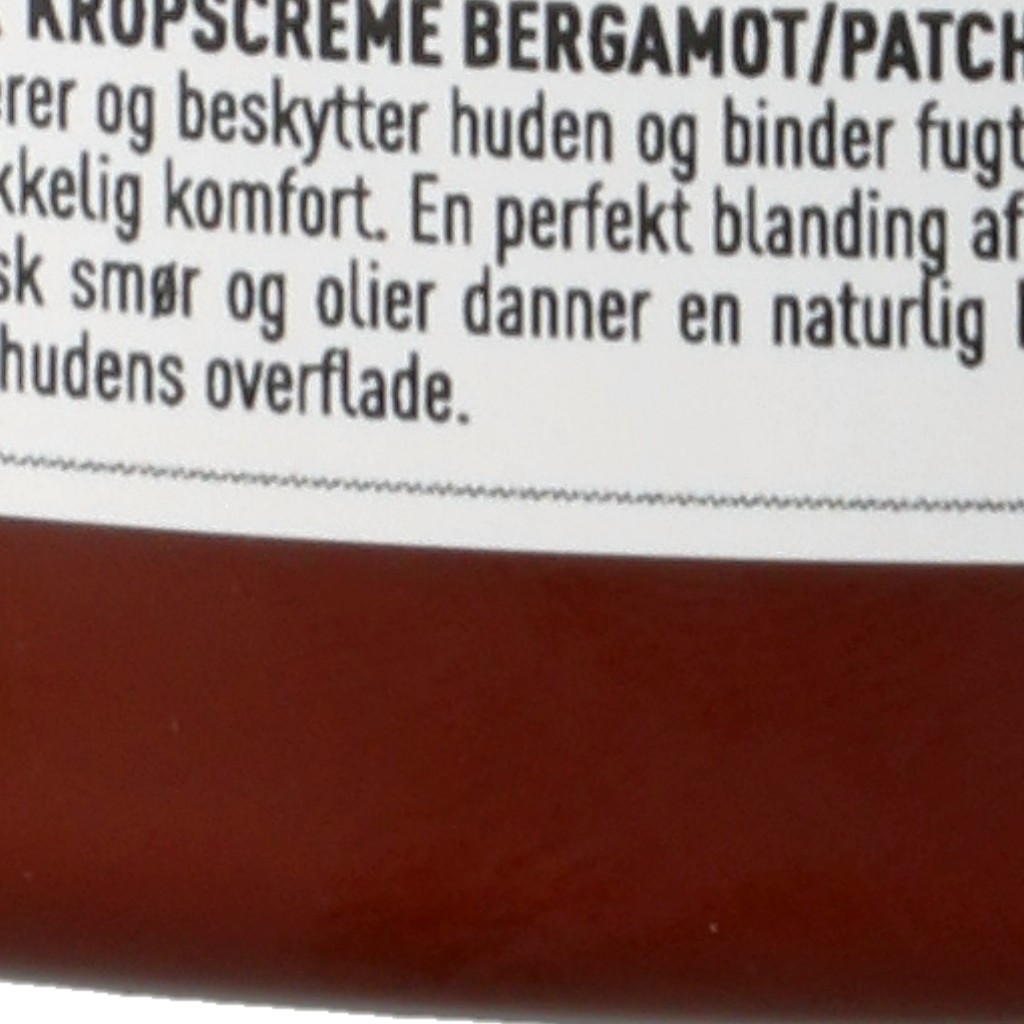 KROPSCREME BERGAMOT/PATCH
rer og beskytter huden og binder fugt
kkelig komfort. En perfekt blanding af
sk smør og olier danner en naturlig
hudens overflade.